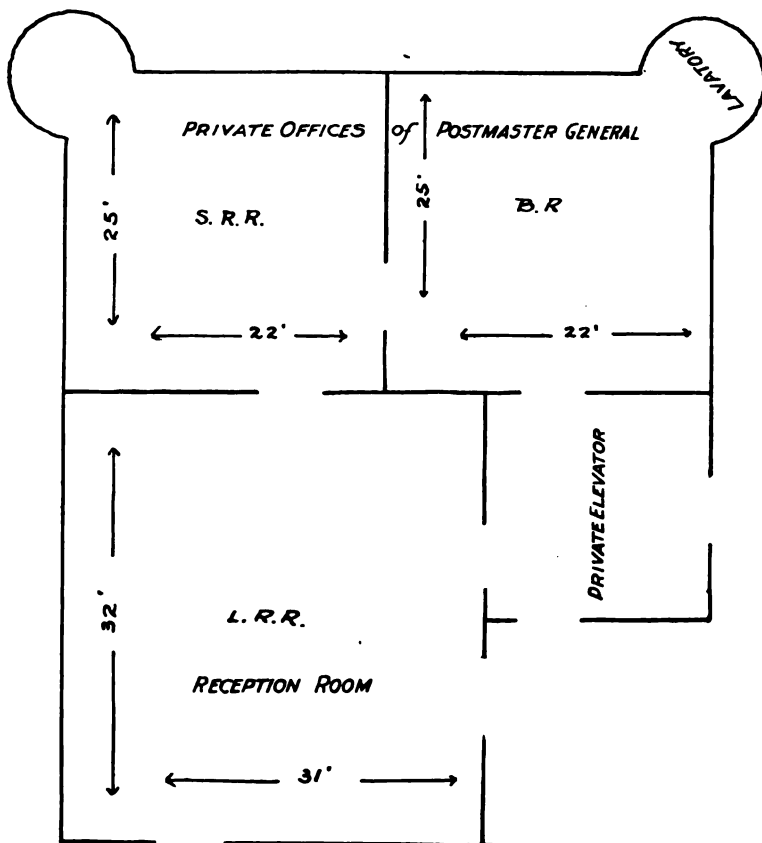 LAVATORY
PRIVATE OFFICES of POSTMASTER GENERAL
25'
S. R. R.
25'
B. R
22'
22'
PRIVATE ELEVATOR
32'
L. R. R.
RECEPTION ROOM
31'